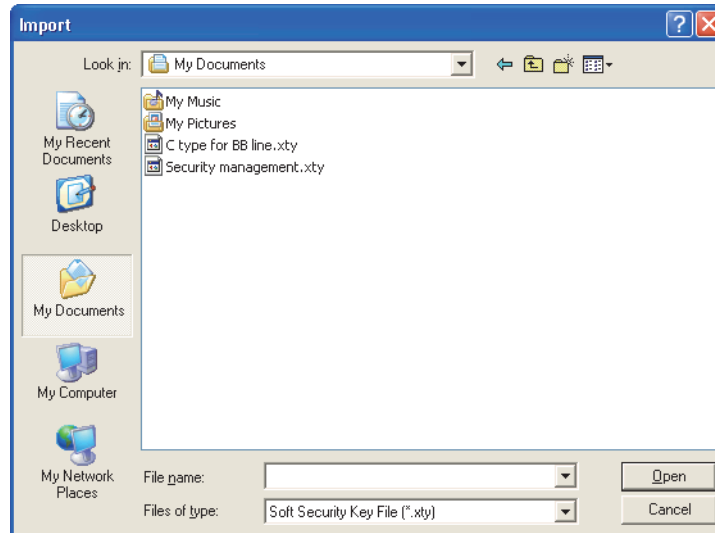 Import
Look in: My Documents
My Recent
Documents
Desktop
My Documents
My Computer
My Network
Places
My Music
My Pictures
C type for BB line.xty
Security management.xty
File name:
Open
Files of type: Soft Security Key File (*.xty)
Cancel